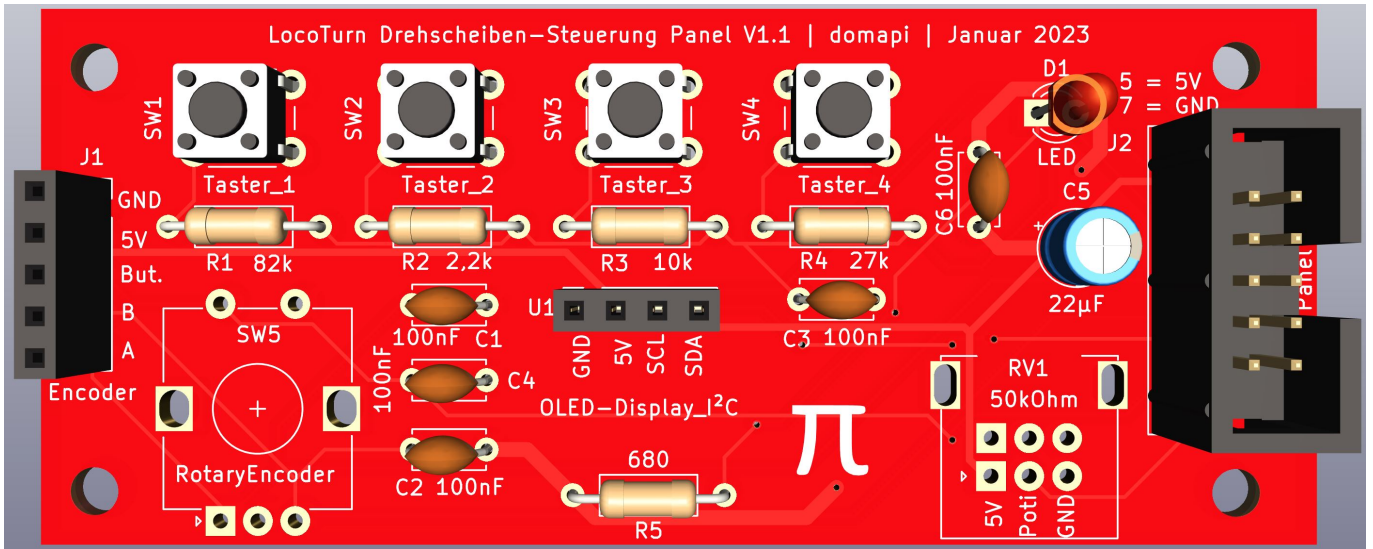 LocoTurn Drehscheiben-Steuerung Panel V1.1 | domapi | Januar 2023
SW1
SW2
SW3
SW4
D1
5 = 5V
7 = GND
LED
J2
J1
Taster_1
Taster_2
Taster_3
Taster_4
C6 100nF
GND
5V
But.
B
A
Encoder
R1 82k
R2 2,2k
R3 10k
R4 27k
C5
+
22µF
Panel
SW5
RotaryEncoder
100nF C1
100nF C4
C2 100nF
U1
GND
5V
SCL
SDA
OLED-Display_I²C
C3 100nF
π
680
R5
RV1
50kOhm
5V
Poti
GND